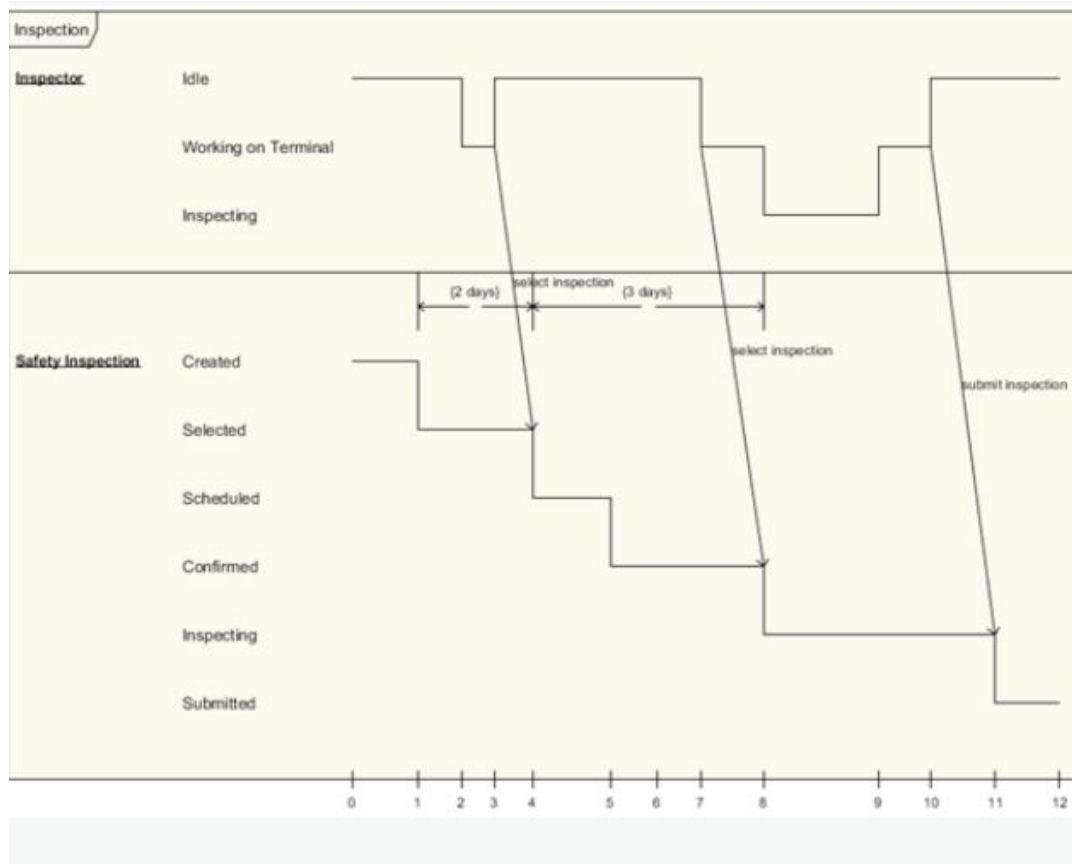 Inspection
Inspector
Idle
Working on Terminal
Inspecting
select inspection
{2 days}
{3 days}
select inspection
Safety Inspection
Created
submit inspection
Selected
Scheduled
Confirmed
Inspecting
Submitted
0 1 2 3 4 5 6 7 8 9 10 11 12